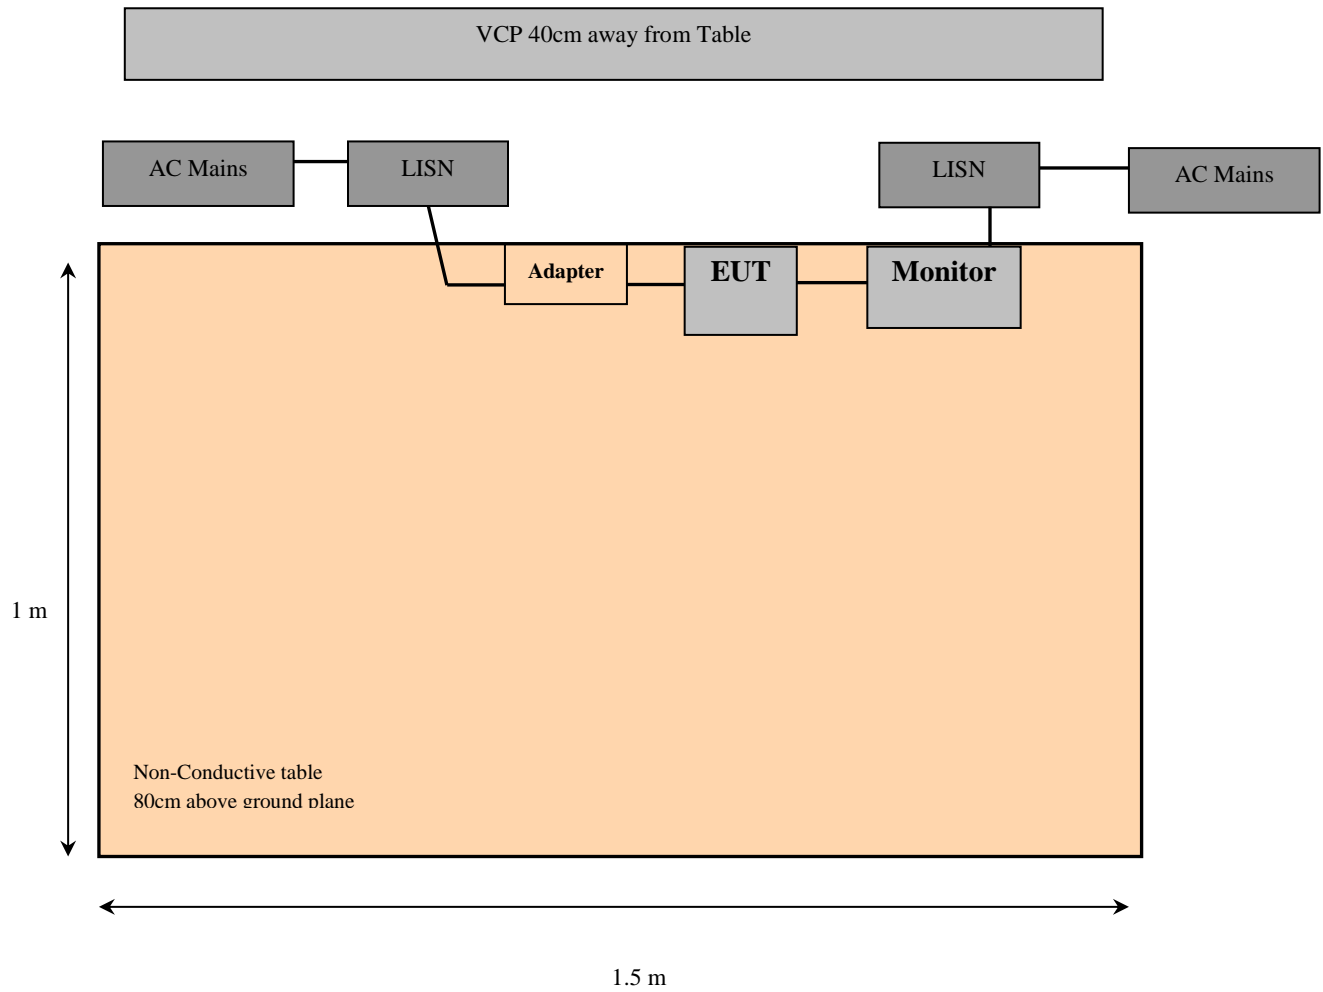 VCP 40cm away from Table
AC Mains
LISN
LISN
AC Mains
Adapter
EUT
Monitor
1 m
Non-Conductive table
80cm above ground plane
1.5 m